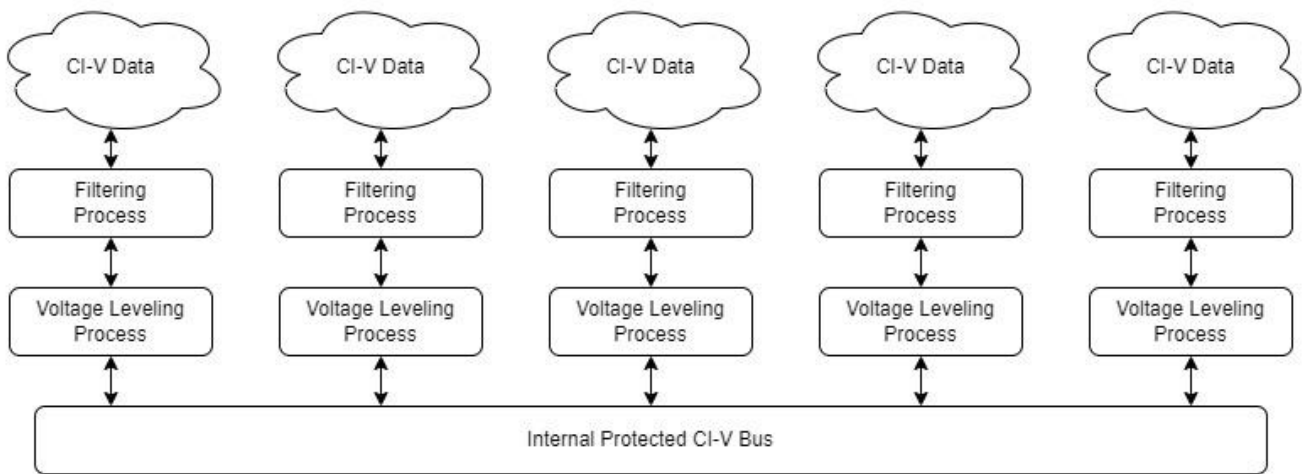 CI-V Data
CI-V Data
CI-V Data
CI-V Data
CI-V Data
Filtering
Process
Filtering
Process
Filtering
Process
Filtering
Process
Filtering
Process
Voltage Leveling
Process
Voltage Leveling
Process
Voltage Leveling
Process
Voltage Leveling
Process
Voltage Leveling
Process
Internal Protected CI-V Bus